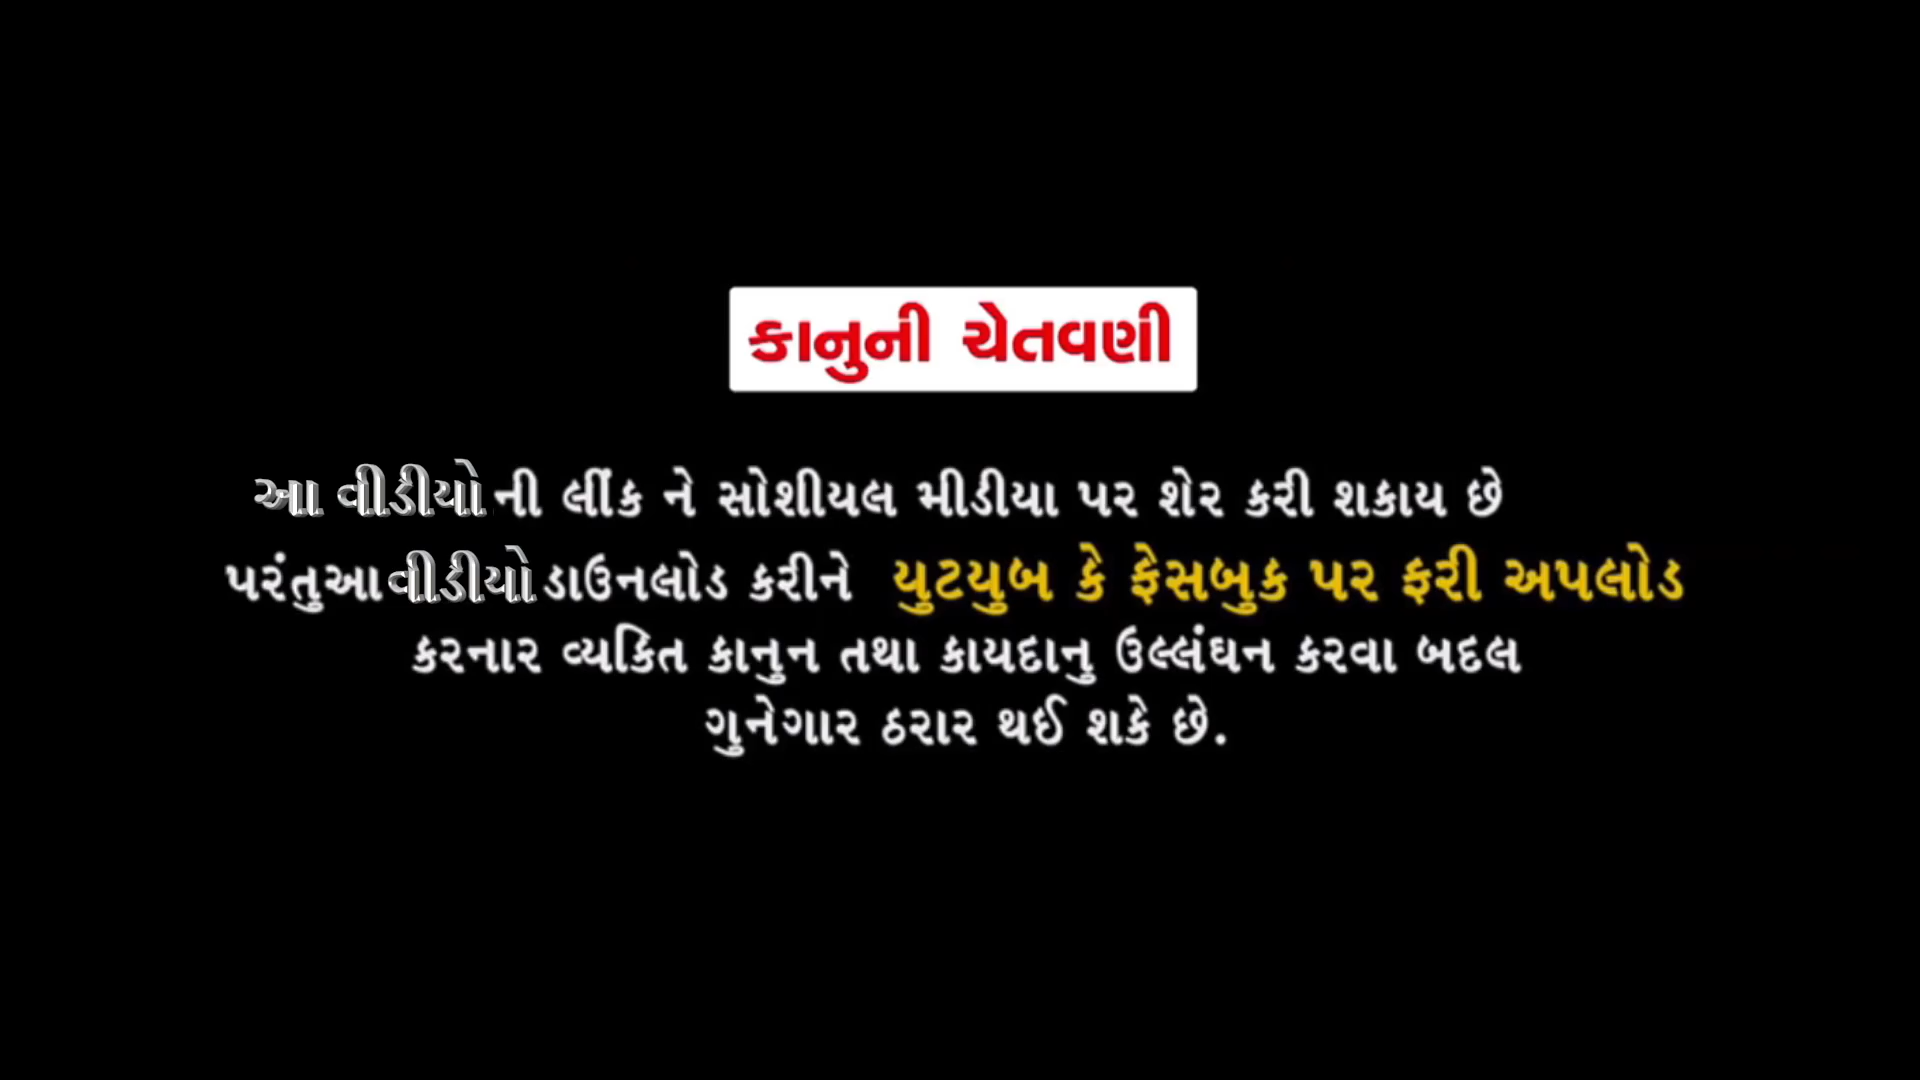 કાનુની ચેતવણી
આ વીડીયો ની લીંક ને સોશીયલ મીડીયા પર શેર કરી શકાય છે
પરંતુઆ વીડીયો ડાઉનલોડ કરીને યુટયુબ કે ફેસબુક પર ફરી અપલોડ
કરનાર વ્યકિત કાનુન તથા કાયદાનુ ઉલ્લંઘન કરવા બદલ
ગુનેગાર ઠરાર થઈ શકે છે.